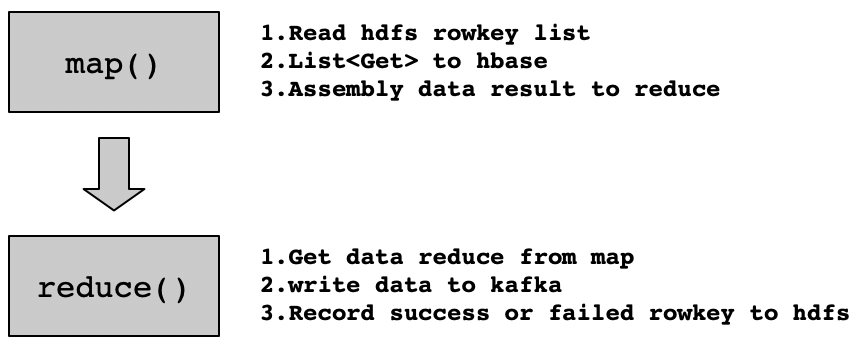 map()
1.Read hdfs rowkey list
2.List<Get> to hbase
3.Assembly data result to reduce
reduce()
1.Get data reduce from map
2.write data to kafka
3.Record success or failed rowkey to hdfs